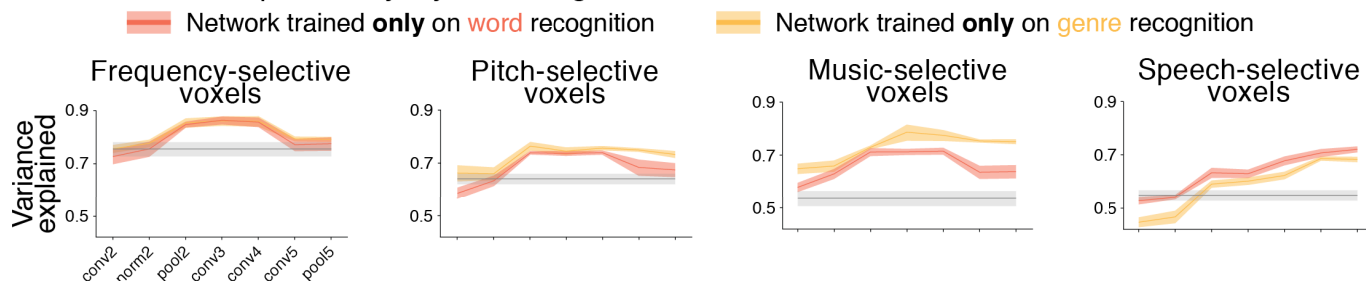 Network trained only on word recognition
Network trained only on genre recognition
Frequency-selective
voxels
Pitch-selective
voxels
Music-selective
voxels
Speech-selective
voxels
Variance
explained
0.9
0.7
0.5
0.9
0.7
0.5
0.9
0.7
0.5
0.9
0.7
0.5
conv2
norm2
pool2
conv3
conv4
conv5
pool5